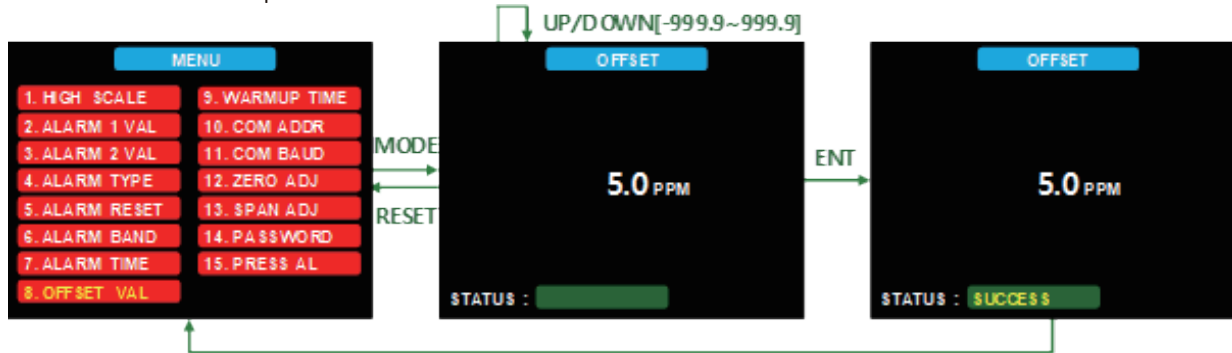 UP/DOWN[-999.9~999.9]
MENU
1. HIGH SCALE
2. ALARM 1 VAL
3. ALARM 2 VAL
4. ALARM TYPE
5. ALARM RESET
6. ALARM BAND
7. ALARM TIME
8. OFFSET VAL
9. WARMUP TIME
10. COM ADDR
11. COM BAUD
12. ZERO ADJ
13. SPAN ADJ
14. PASSWORD
15. PRESS AL
MODE
RESET
OFFSET
5.0 PPM
STATUS :
ENT
OFFSET
5.0 PPM
STATUS : SUCCESS